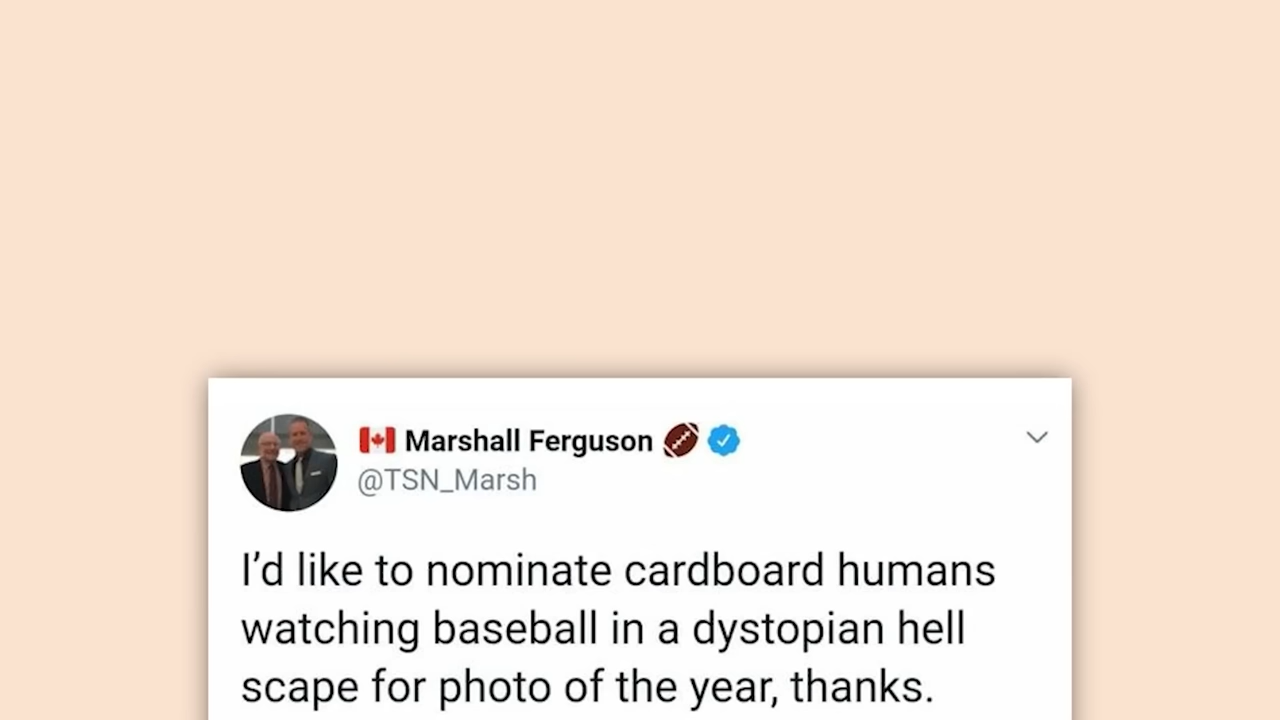 🇨🇦 Marshall Ferguson 🏈
@TSN_Marsh
I’d like to nominate cardboard humans
watching baseball in a dystopian hell
scape for photo of the year, thanks.